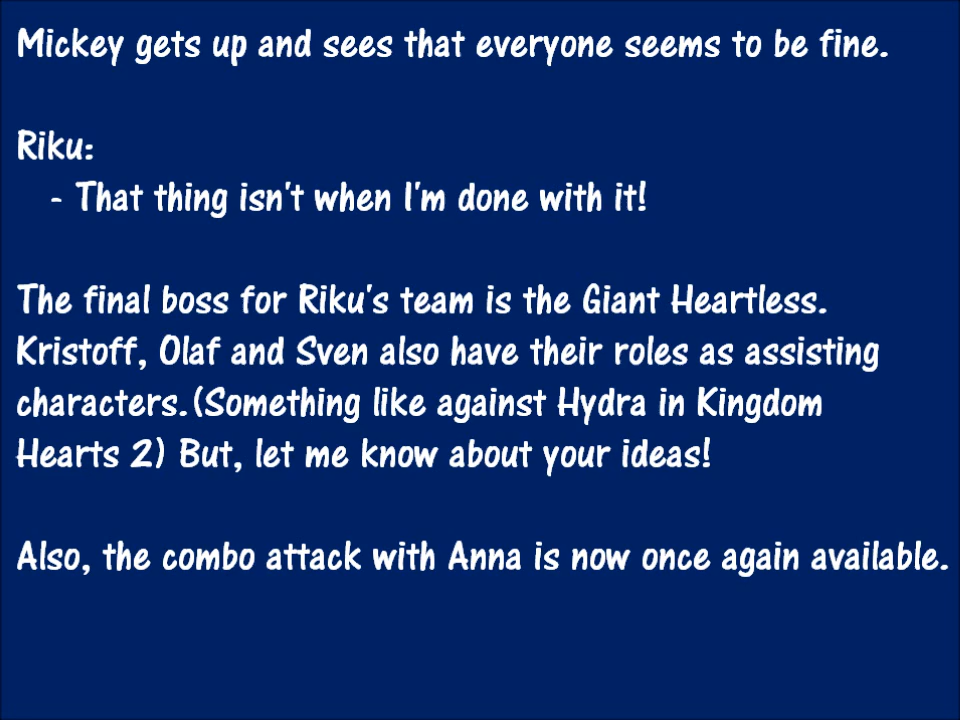 Mickey gets up and sees that everyone seems to be fine.
Riku:
- That thing isn't when I'm done with it!
The final boss for Riku's team is the Giant Heartless.
Kristoff, Olaf and Sven also have their roles as assisting
characters.(Something like against Hydra in Kingdom
Hearts 2) But, let me know about your ideas!
Also, the combo attack with Anna is now once again available.